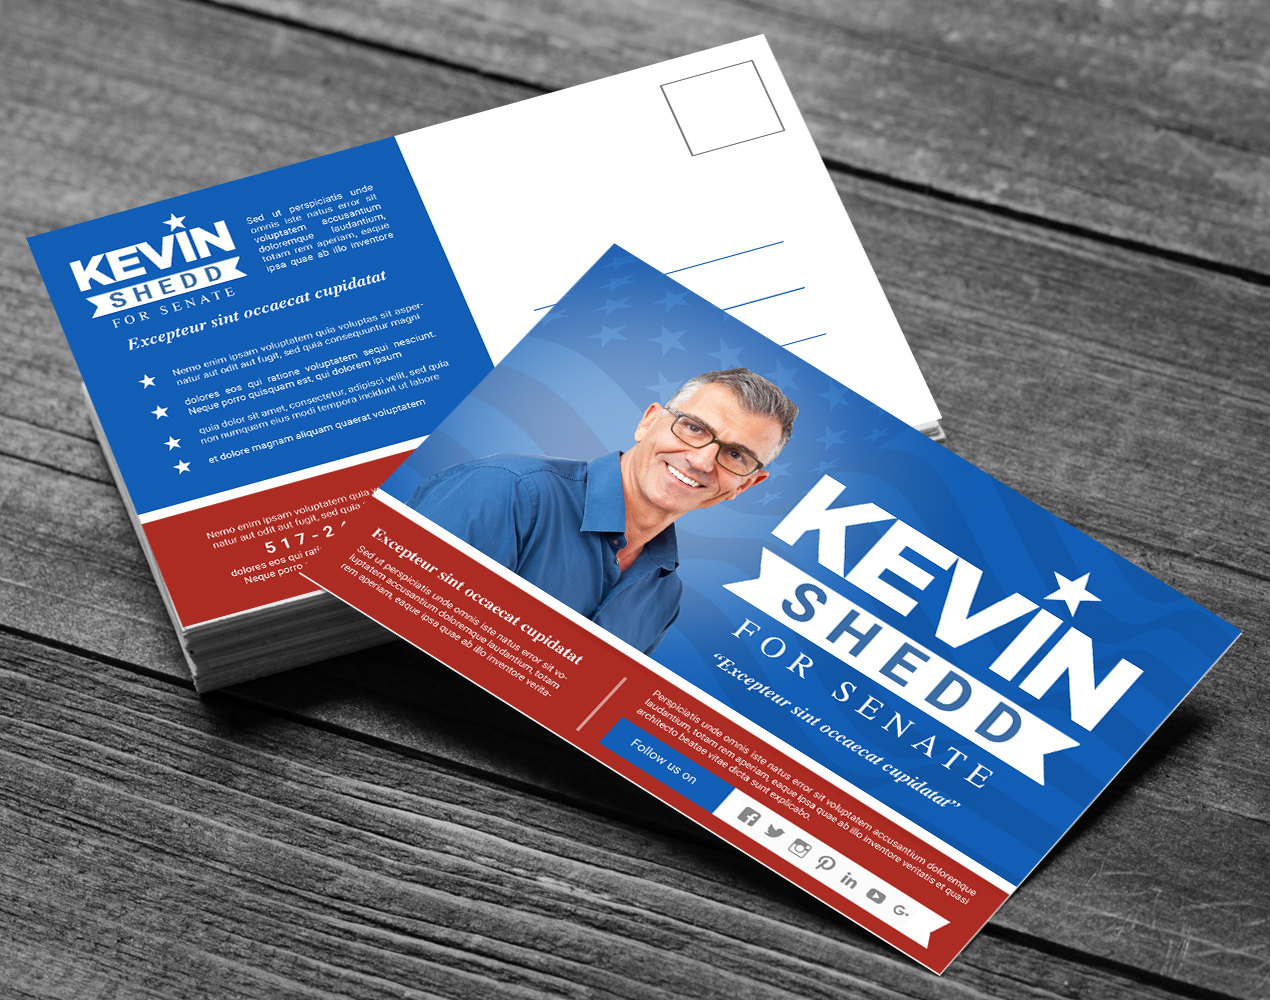 KEVIN
SHEDD
FOR SENATE
Sed ut perspiciatis unde
omnis iste natus error sit
voluptatem accusantium
doloremque laudantium,
totam rem aperiam, eaque
ipsa quae ab illo inventore
Excepteur sint occaecat cupidatat
Nemo enim ipsam voluptatem quia voluptas sit asper-
natur aut odit aut fugit, sed quia consequuntur magni
dolores eos qui ratione voluptatem sequi nesciunt.
Neque porro quisquam est, qui dolorem ipsum
quia dolor sit amet, consectetur, adipisci velit, sed quia
non numquam eius modi tempora incidunt ut labore
et dolore magnam aliquam quaerat voluptatem
Nemo enim ipsam voluptatem quia
natur aut odit aut fugit, sed quia
517-2
dolores eos qui
Neque porro
KEVIN
SHEDD
FOR SENATE
“Excepteur sint occaecat cupidatat”
Excepteur sint occaecat cupidatat
Sed ut perspiciatis unde omnis iste natus error sit vo-
luptatem accusantium doloremque laudantium, totam
rem aperiam, eaque ipsa quae ab illo inventore verita-
Perspiciatis unde omnis iste natus error sit voluptatem accusantium doloremque
laudantium, totam rem aperiam, eaque ipsa quae ab illo inventore veritatis et quasi
architecto beatae vitae dicta sunt explicabo.
Follow us on